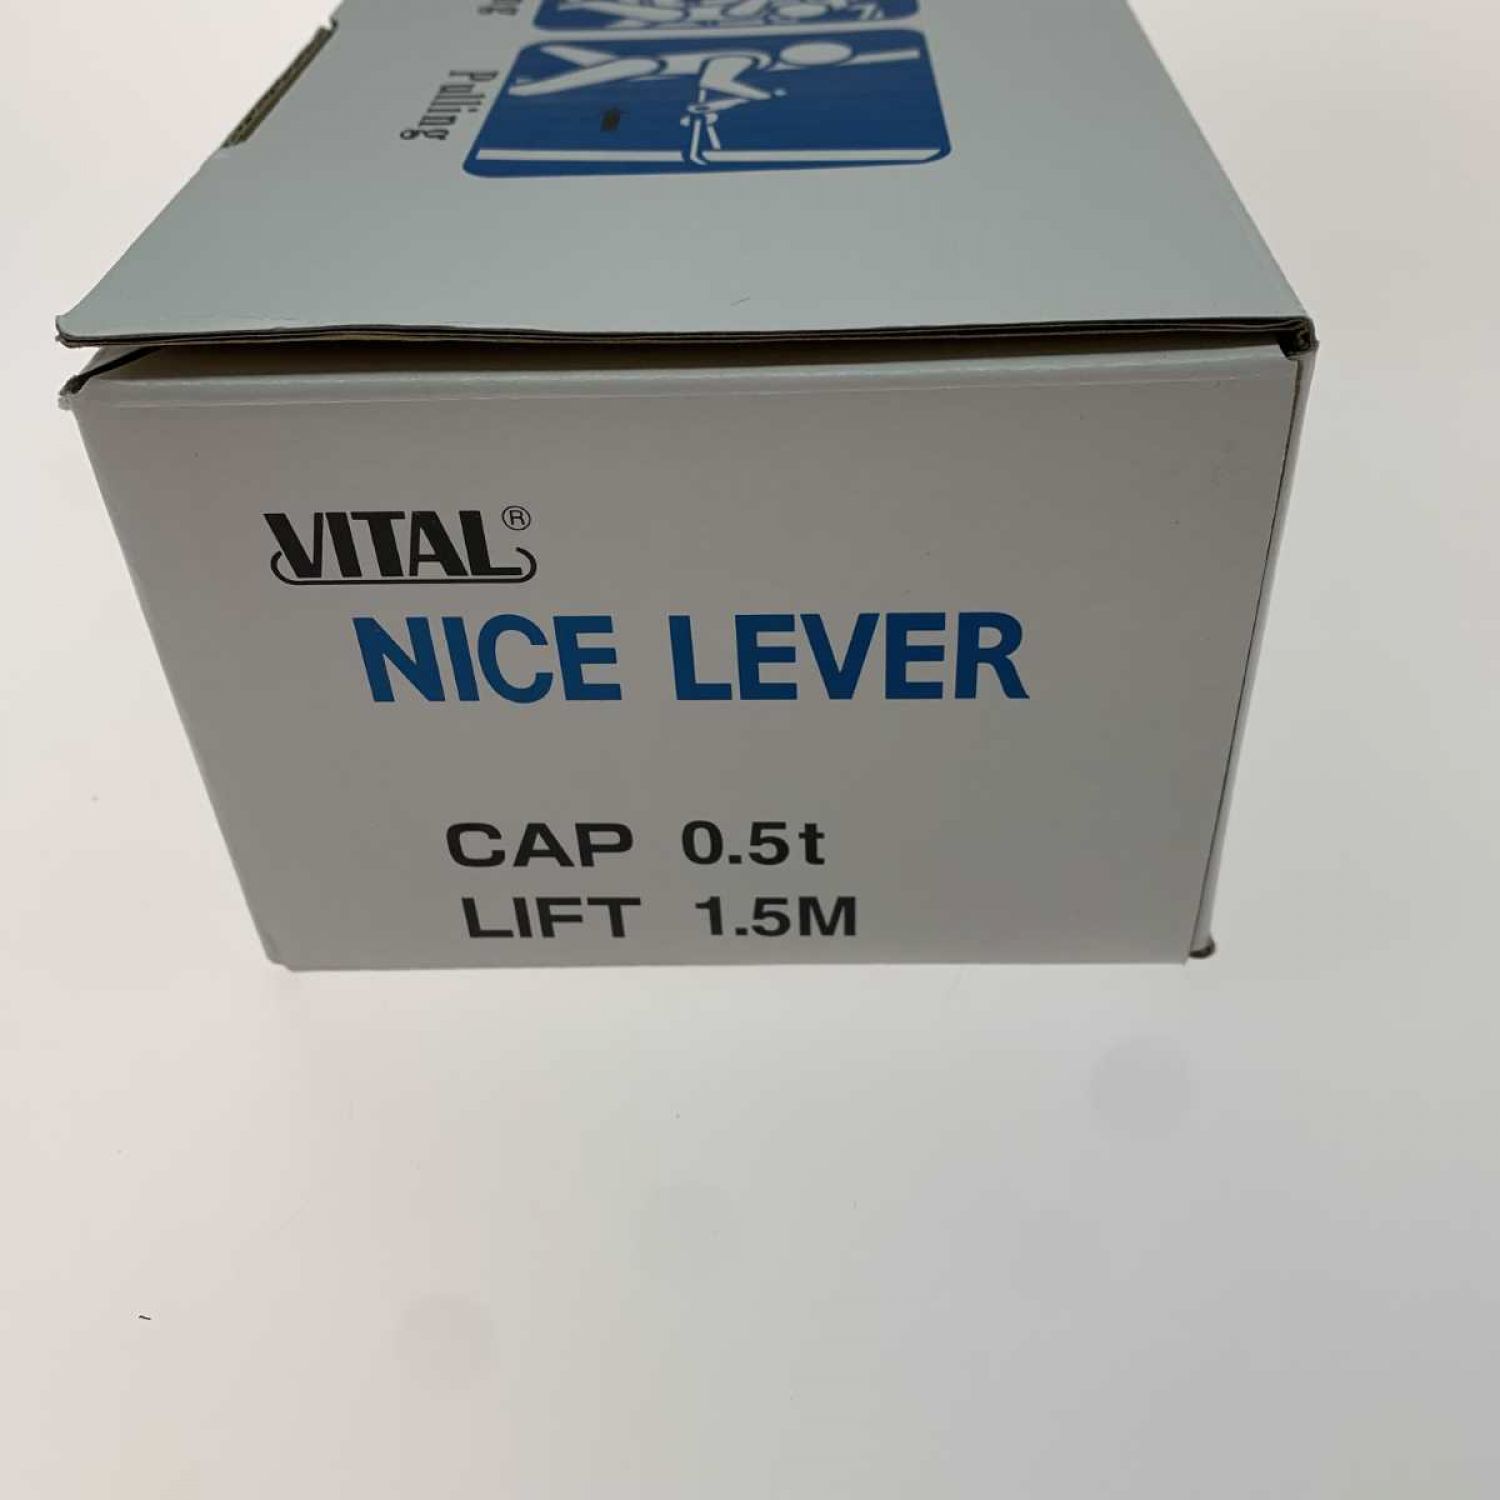 Pulling
VITAL®
NICE LEVER
CAP 0.5t
LIFT 1.5M